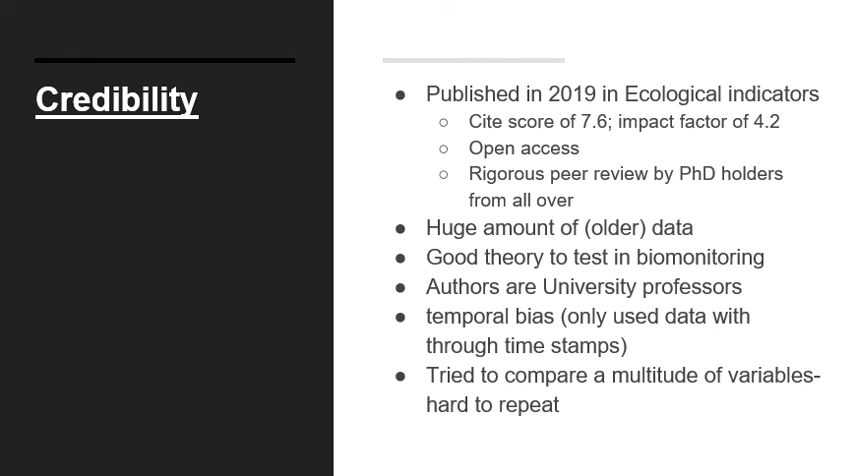 Credibility
● Published in 2019 in Ecological indicators
○ Cite score of 7.6; impact factor of 4.2
○ Open access
○ Rigorous peer review by PhD holders
from all over
● Huge amount of (older) data
● Good theory to test in biomonitoring
● Authors are University professors
● temporal bias (only used data with
through time stamps)
● Tried to compare a multitude of variables-
hard to repeat